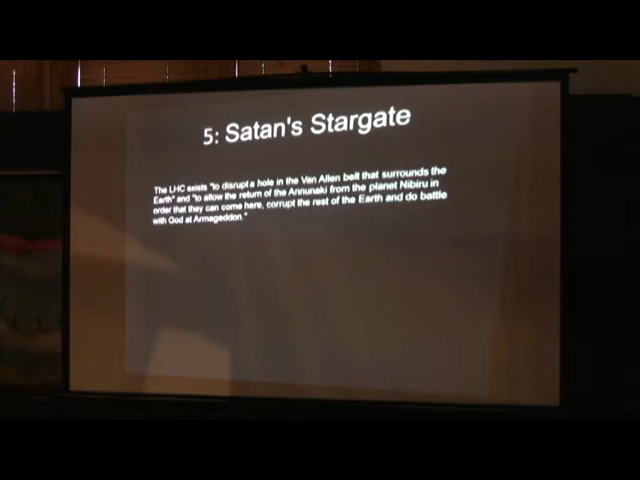 5: Satan's Stargate
The LHC exists "to disrupt a hole in the Van Allen belt that surrounds the
Earth" and "to allow the return of the Annunaki from the planet Nibiru in
order that they can come here, corrupt the rest of the Earth and do battle
with God at Armageddon."